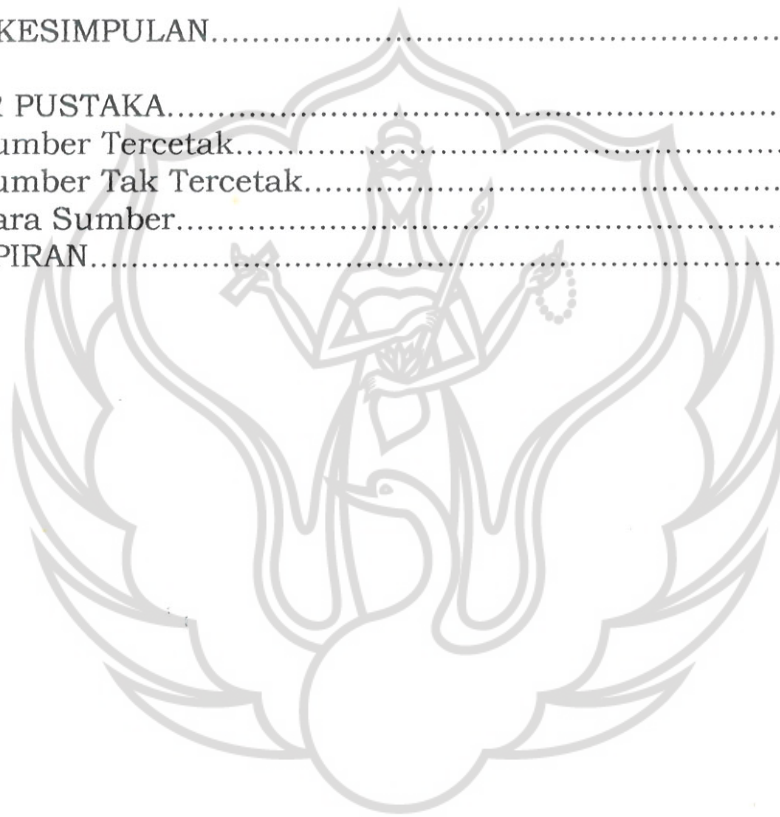 KESIMPULAN................................................................
PUSTAKA......................................................................
umber Tercetak.............................................................
umber Tak Tercetak.....................................................
ara Sumber...................................................................
PIRAN...........................................................................